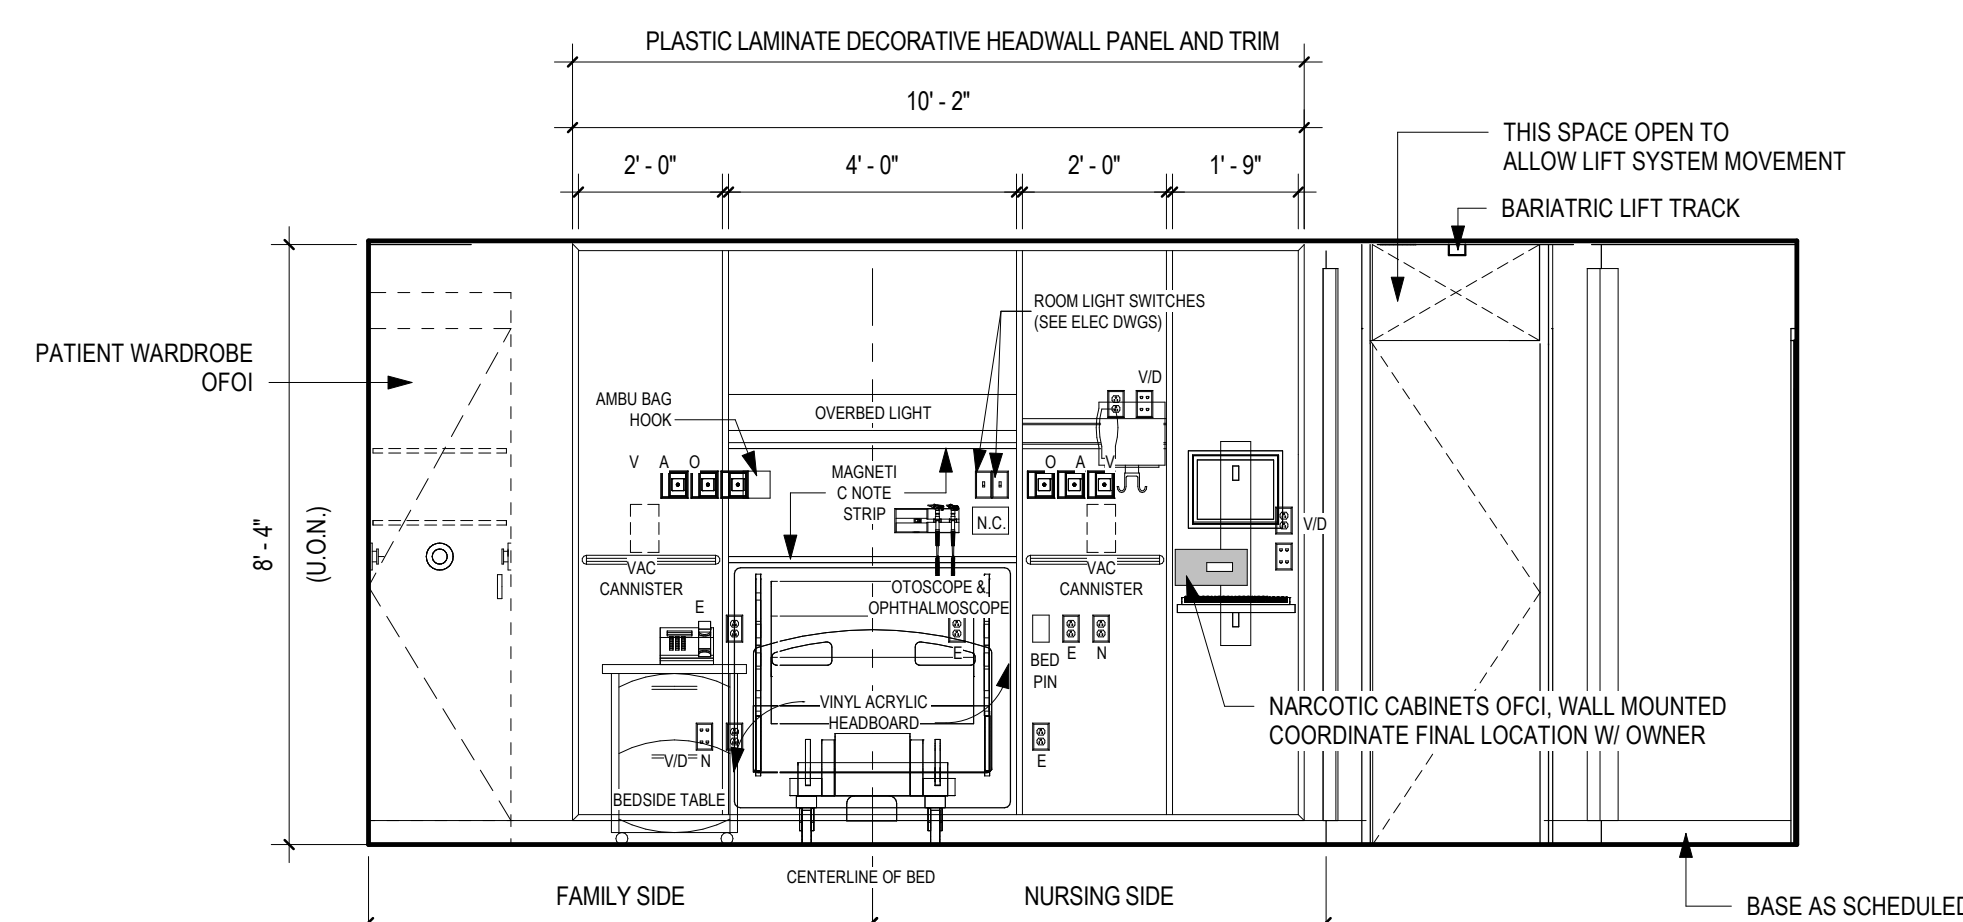 PLASTIC LAMINATE DECORATIVE HEADWALL PANEL AND TRIM
10' - 2"
2' - 0"
4' - 0"
2' - 0"
1' - 9"
THIS SPACE OPEN TO
ALLOW LIFT SYSTEM MOVEMENT
BARIATRIC LIFT TRACK
ROOM LIGHT SWITCHES
(SEE ELEC DWGS)
PATIENT WARDROBE
OFOI
AMBU BAG
HOOK
OVERBED LIGHT
V/D
V A O
MAGNETI
C NOTE
STRIP
O A V
N.C.
V/D
8' - 4"
(U.O.N.)
VAC
CANNISTER
OTOSCOPE &
OPHTHALMOSCOPE
VAC
CANNISTER
E
E
BED
PIN
E N
VINYL ACRYLIC
HEADBOARD
NARCOTIC CABINETS OFCI, WALL MOUNTED
COORDINATE FINAL LOCATION W/ OWNER
V/D N
E
BEDSIDE TABLE
CENTERLINE OF BED
FAMILY SIDE
NURSING SIDE
BASE AS SCHEDULED